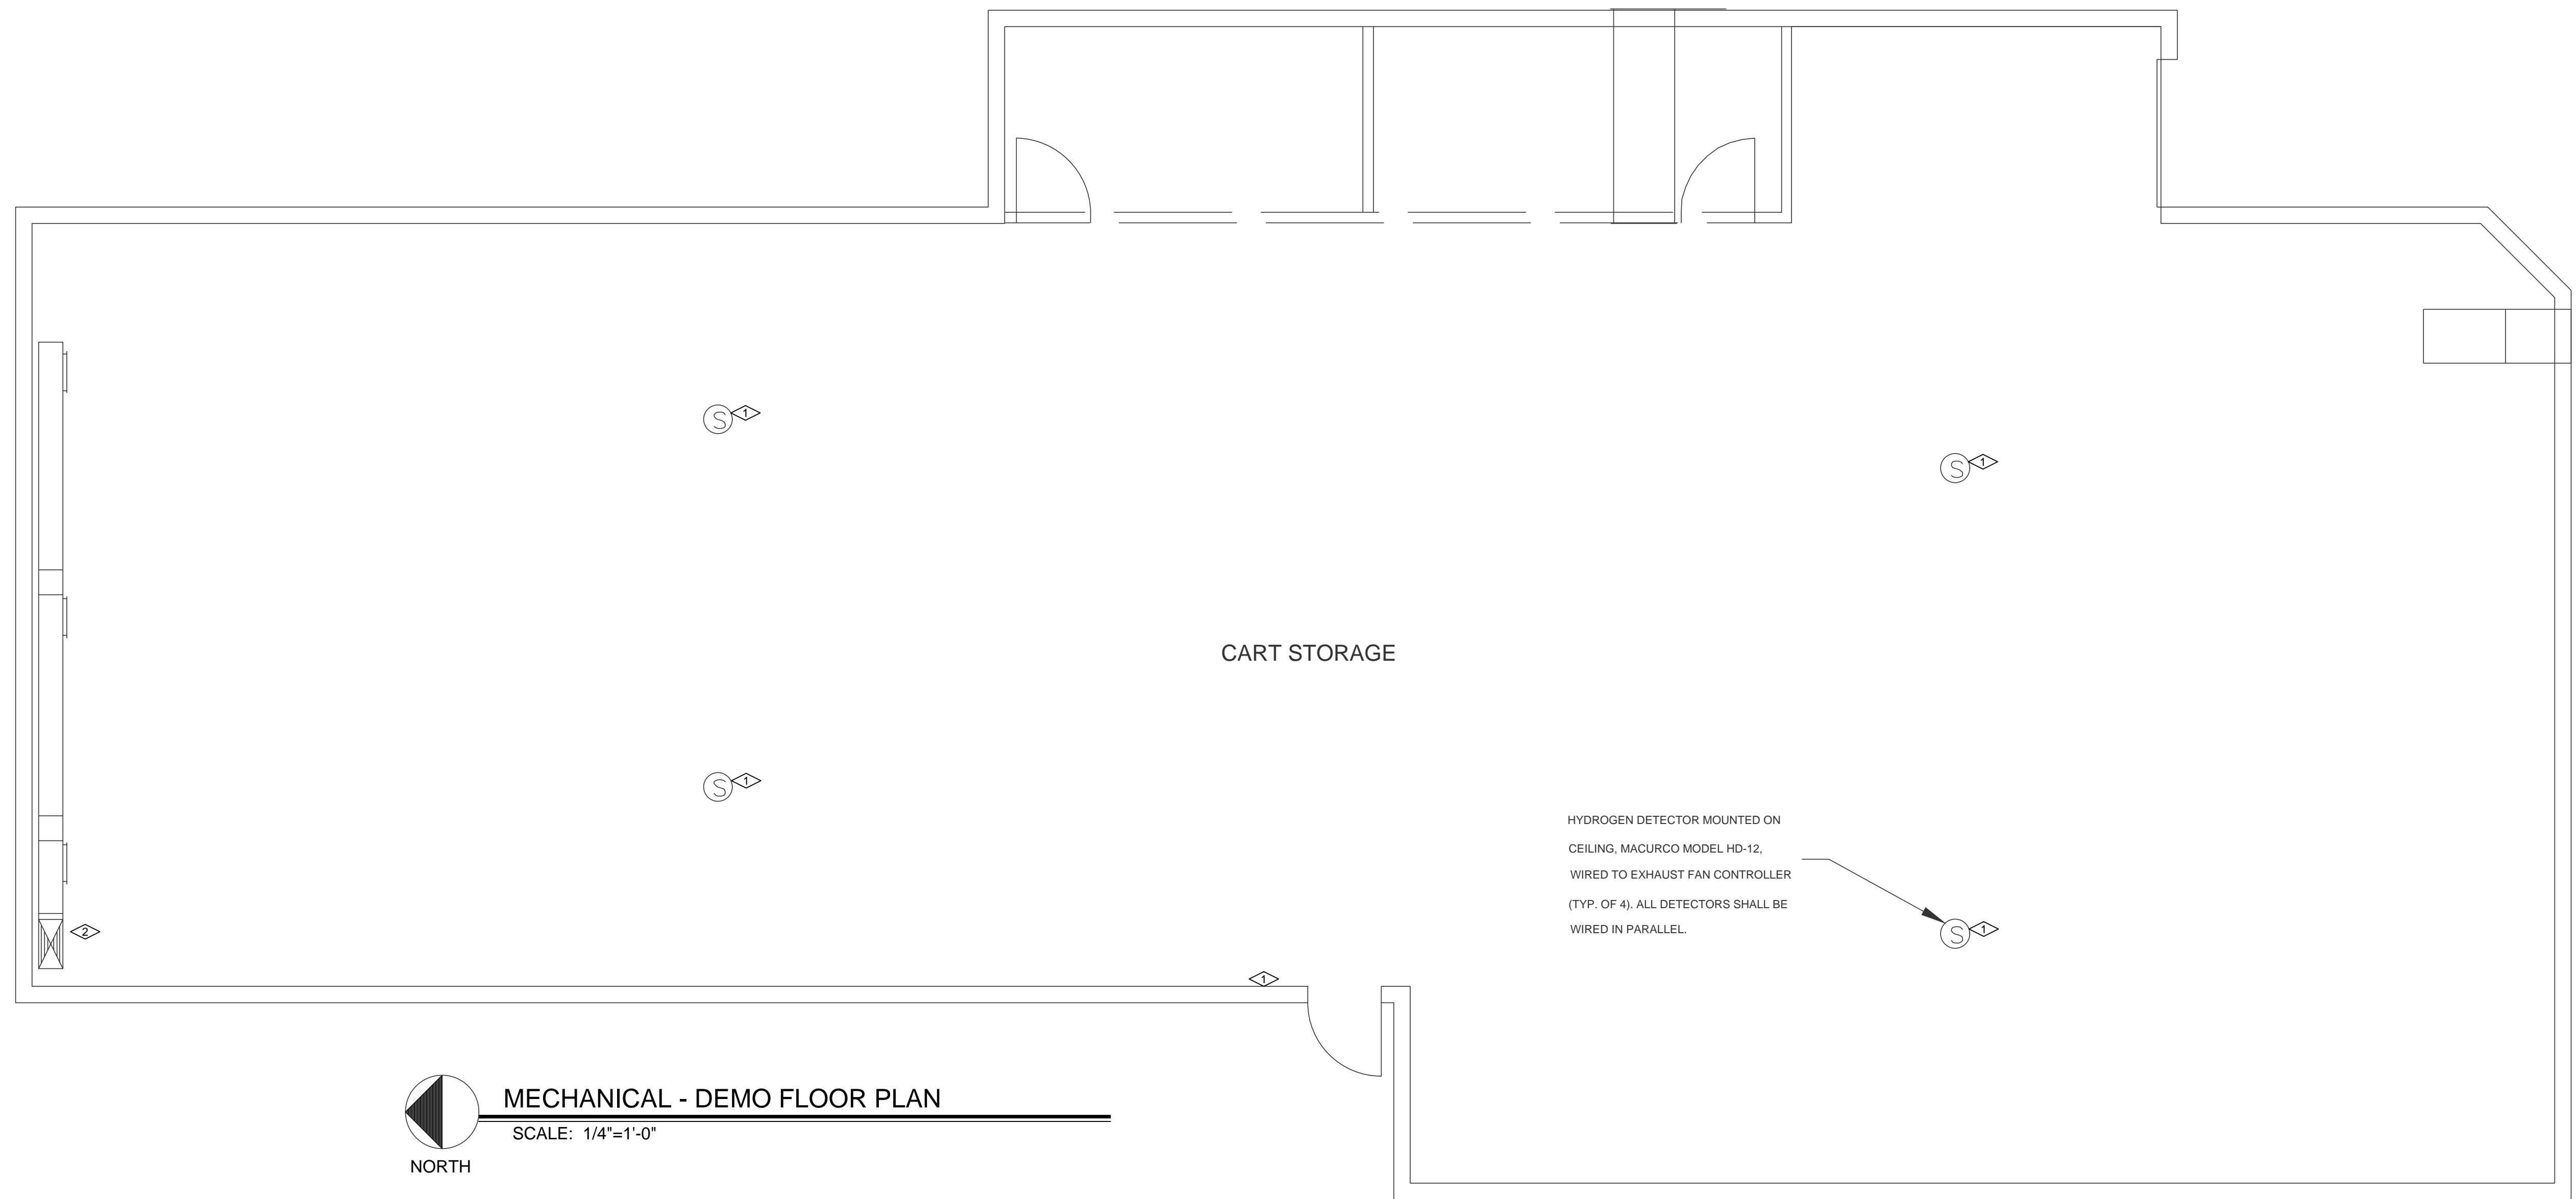 S 1
S 1
CART STORAGE
S 1
HYDROGEN DETECTOR MOUNTED ON
CEILING, MACURCO MODEL HD-12,
WIRED TO EXHAUST FAN CONTROLLER
(TYP. OF 4). ALL DETECTORS SHALL BE
WIRED IN PARALLEL.
2
S 1
1
MECHANICAL - DEMO FLOOR PLAN
SCALE: 1/4"=1'-0"
NORTH